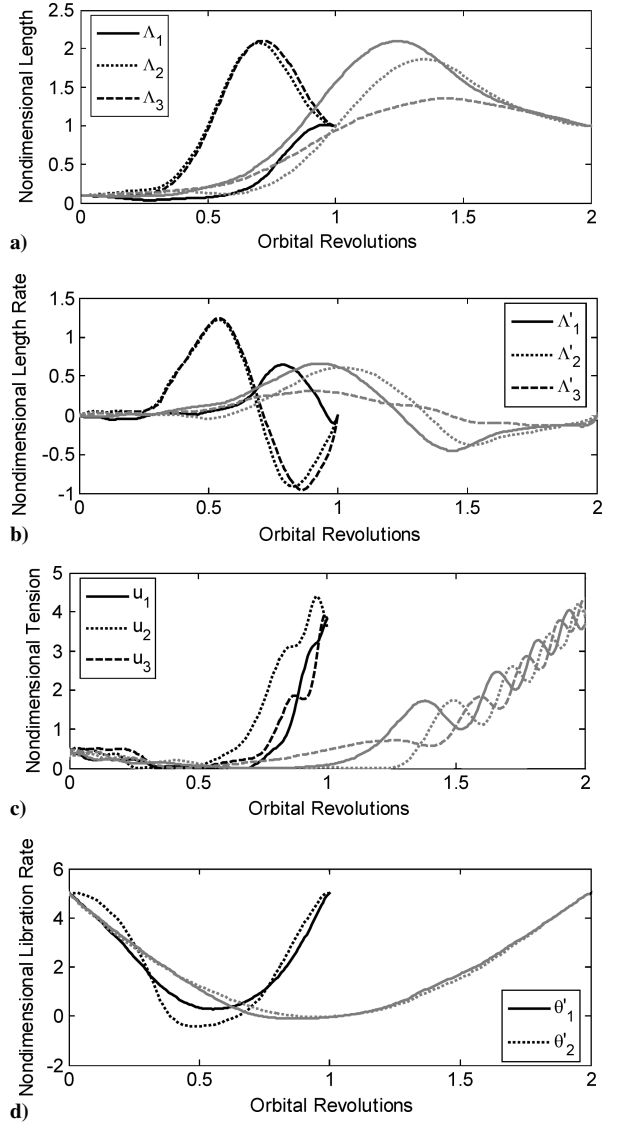 Nondimensional Length
2.5
2
1.5
1
0.5
0
Λ1
Λ2
Λ3
0 0.5 1 1.5 2
Orbital Revolutions
a)
Nondimensional Length Rate
1.5
1
0.5
0
-0.5
-1
Λ'1
Λ'2
Λ'3
0 0.5 1 1.5 2
Orbital Revolutions
b)
Nondimensional Tension
5
4
3
2
1
0
u1
u2
u3
0 0.5 1 1.5 2
Orbital Revolutions
c)
Nondimensional Libration Rate
6
4
2
0
-2
θ'1
θ'2
0 0.5 1 1.5 2
Orbital Revolutions
d)